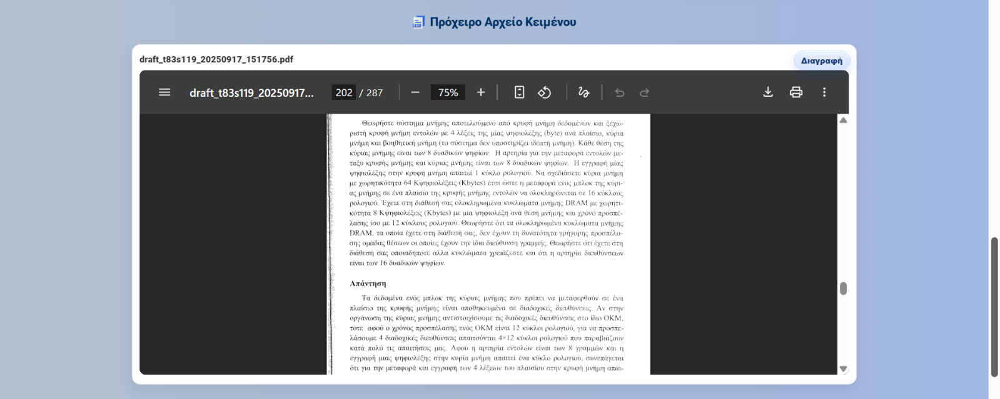 Πρόχειρο Αρχείο Κειμένου
draft_t83s119_20250917_151756.pdf
Διαγραφή
draft_t83s119_20250917...
202 / 287
75%
Θεωρήστε σύστημα μνήμης αποτελούμενο από κρυφή μνήμη δεδομένων και ξεχω-
ριστή κρυφή μνήμη εντολών με 4 λέξεις της μίας ψηφιολέξης (byte) ανά πλαίσιο, κύρια
μνήμη και βοηθητική μνήμη (το σύστημα δεν υποστηρίζει ιδεατή μνήμη). Κάθε θέση της
κύριας μνήμης είναι των 8 δυαδικών ψηφίων. Η αρτηρία για την μεταφορά εντολών με-
ταξύ κρυφής μνήμης και κύριας μνήμης είναι των 8 δυαδικών ψηφίων. Η εγγραφή μίας
ψηφιολέξης στην κρυφή μνήμη απαιτεί 1 κύκλο ρολογιού. Να σχεδιάσετε κύρια μνήμη
με χωρητικότητα 64 Κψηφιολέξεις (Kbytes) έτσι ώστε η μεταφορά ενός μπλοκ της κύρι-
ας μνήμης σε ένα πλαίσιο της κρυφής μνήμης εντολών να ολοκληρώνεται σε 16 κύκλους
ρολογιού. Έχετε στη διάθεσή σας ολοκληρωμένα κυκλώματα μνήμης DRAM με χωρητι-
κότητα 8 Κψηφιολέξεις (Kbytes) με μία ψηφιολέξη ανά θέση μνήμης και χρόνο προσπέ-
λασης ίσο με 12 κύκλους ρολογιού. Θεωρήστε ότι τα ολοκληρωμένα κυκλώματα μνήμης
DRAM, τα οποία έχετε στη διάθεσή σας, δεν έχουν τη δυνατότητα γρήγορης προσπέλα-
σης ομάδας θέσεων οι οποίες έχουν την ίδια διεύθυνση γραμμής. Θεωρήστε ότι έχετε στη
διάθεσή σας οποιαδήποτε άλλα κυκλώματα χρειάζεστε και ότι η αρτηρία διευθύνσεων
είναι των 16 δυαδικών ψηφίων.
Απάντηση
Τα δεδομένα ενός μπλοκ της κύριας μνήμης που πρέπει να μεταφερθούν σε ένα
πλαίσιο της κρυφής μνήμης είναι αποθηκευμένα σε διαδοχικές διευθύνσεις. Αν στην
οργάνωση της κύριας μνήμης αντιστοιχίσουμε τις διαδοχικές διευθύνσεις στο ίδιο ΟΚΜ,
τότε αφού ο χρόνος προσπέλασης ενός ΟΚΜ είναι 12 κύκλοι ρολογιού, για να προσπε-
λάσουμε 4 διαδοχικές διευθύνσεις απαιτούνται 4×12 κύκλοι ρολογιού που παραβιάζουν
κατά πολύ τις απαιτήσεις μας. Αφού η αρτηρία εντολών είναι των 8 γραμμών και η
εγγραφή μιας ψηφιολέξης στην κυρία μνήμη απαιτεί ένα κύκλο ρολογιού, συνεπάγεται
ότι για την μεταφορά και εγγραφή των 4 λέξεων του πλαισίου στην κρυφή μνήμη απαι-